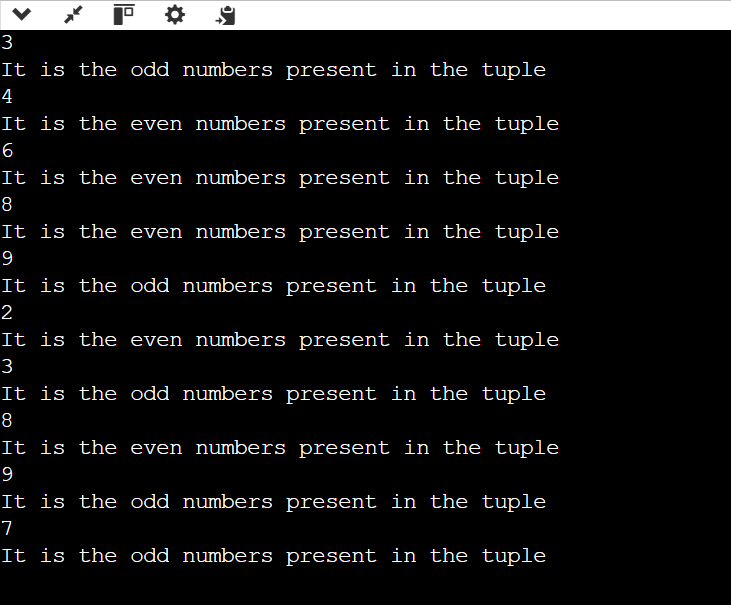 3
It is the odd numbers present in the tuple
4
It is the even numbers present in the tuple
6
It is the even numbers present in the tuple
8
It is the even numbers present in the tuple
9
It is the odd numbers present in the tuple
2
It is the even numbers present in the tuple
3
It is the odd numbers present in the tuple
8
It is the even numbers present in the tuple
9
It is the odd numbers present in the tuple
7
It is the odd numbers present in the tuple